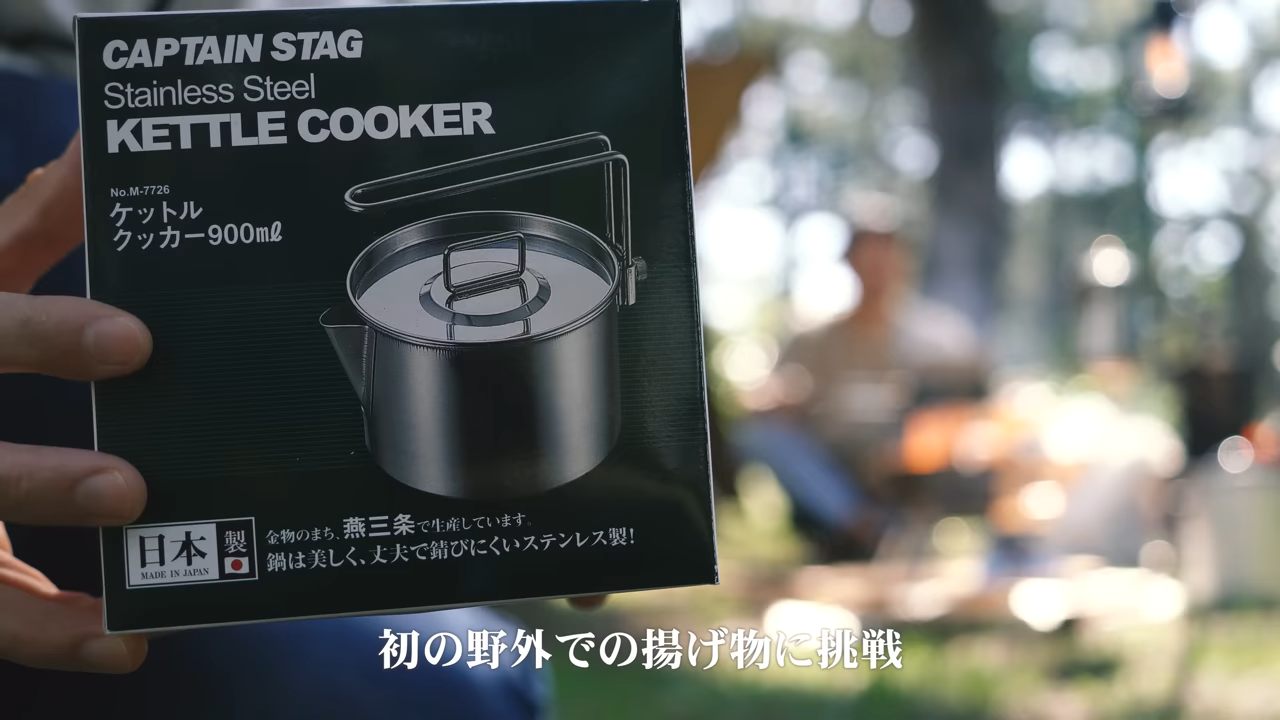 CAPTAIN STAG
Stainless Steel
KETTLE COOKER
No.M-7726
ケットル
クッカー900mℓ
日本製
MADE IN JAPAN
金物のまち、燕三条で生産しています。
鍋は美しく、丈夫で錆びにくいステンレス製!
初の野外での揚げ物に挑戦